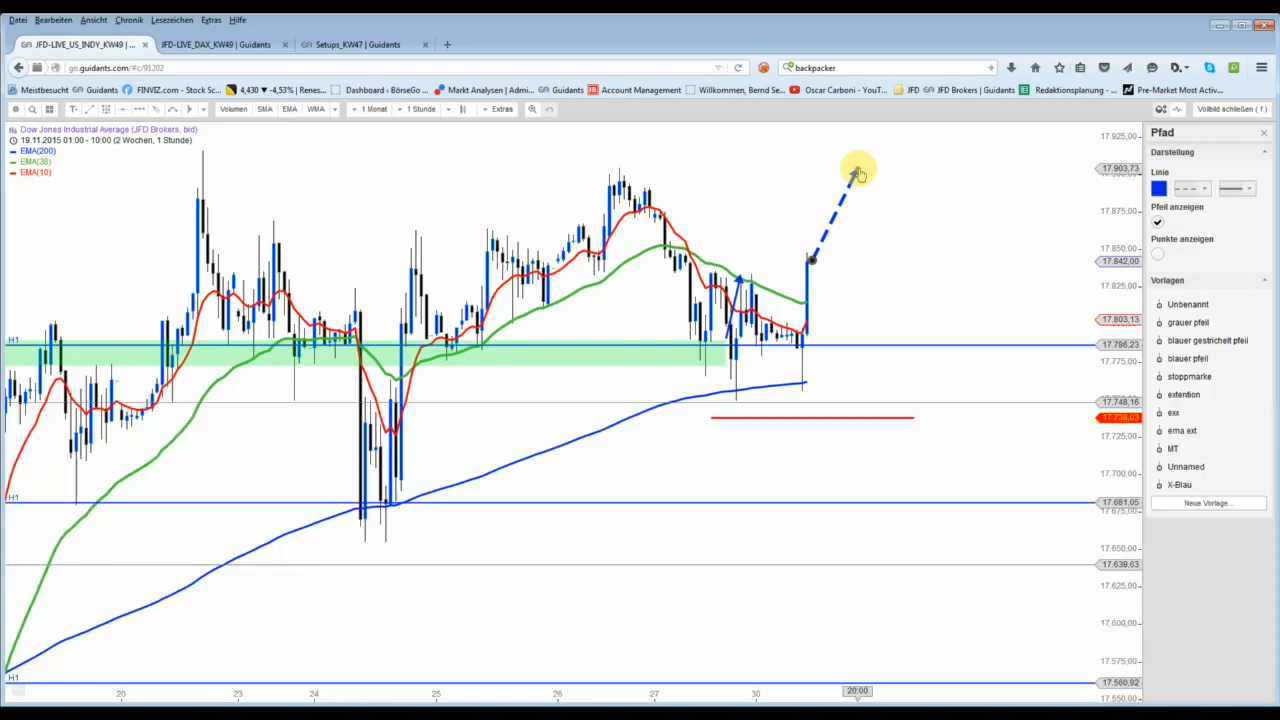 Datei Bearbeiten Ansicht Chronik Lesezeichen Extras Hilfe
JFD-LIVE_US_INDY_KW49 | ... × JFD-LIVE_DAX_KW49 | Guidants × Setups_KW47 | Guidants × +
go.guidants.com/#c/91202 backpacker
Meistbesucht Guidants FINVIZ.com - Stock Sc... 4,430 -4,53% | Renes... Dashboard ‹ BörseGo ... Markt Analysen | Admi... Guidants Account Management Willkommen, Bernd Se... Oscar Carboni - YouT... JFD JFD Brokers | Guidants Redaktionsplanung - ... Pre-Market Most Activ...
Volumen SMA EMA WMA 1 Monat 1 Stunde Extras Vollbild schließen ( f )
Dow Jones Industrial Average (JFD Brokers, bid)
19.11.2015 01:00 - 10:00 (2 Wochen, 1 Stunde)
EMA(200)
EMA(38)
EMA(10)
17.925,00
17.903,73
17.875,00
17.850,00
17.842,00
17.825,00
17.803,13
H1
17.786,23
17.775,00
17.748,16
17.738,03
17.725,00
17.700,00
H1
17.681,05
17.675,00
17.650,00
17.639,63
17.625,00
17.600,00
17.575,00
H1
17.560,92
17.550,00
20 23 24 25 26 27 30 20:00
Pfad ×
Darstellung
Linie
Pfeil anzeigen
Punkte anzeigen
Vorlagen
Unbenannt
grauer pfeil
blauer gestrichelt pfeil
blauer pfeil
stoppmarke
extention
exx
ema ext
MT
Unnamed
X-Blau
Neue Vorlage...